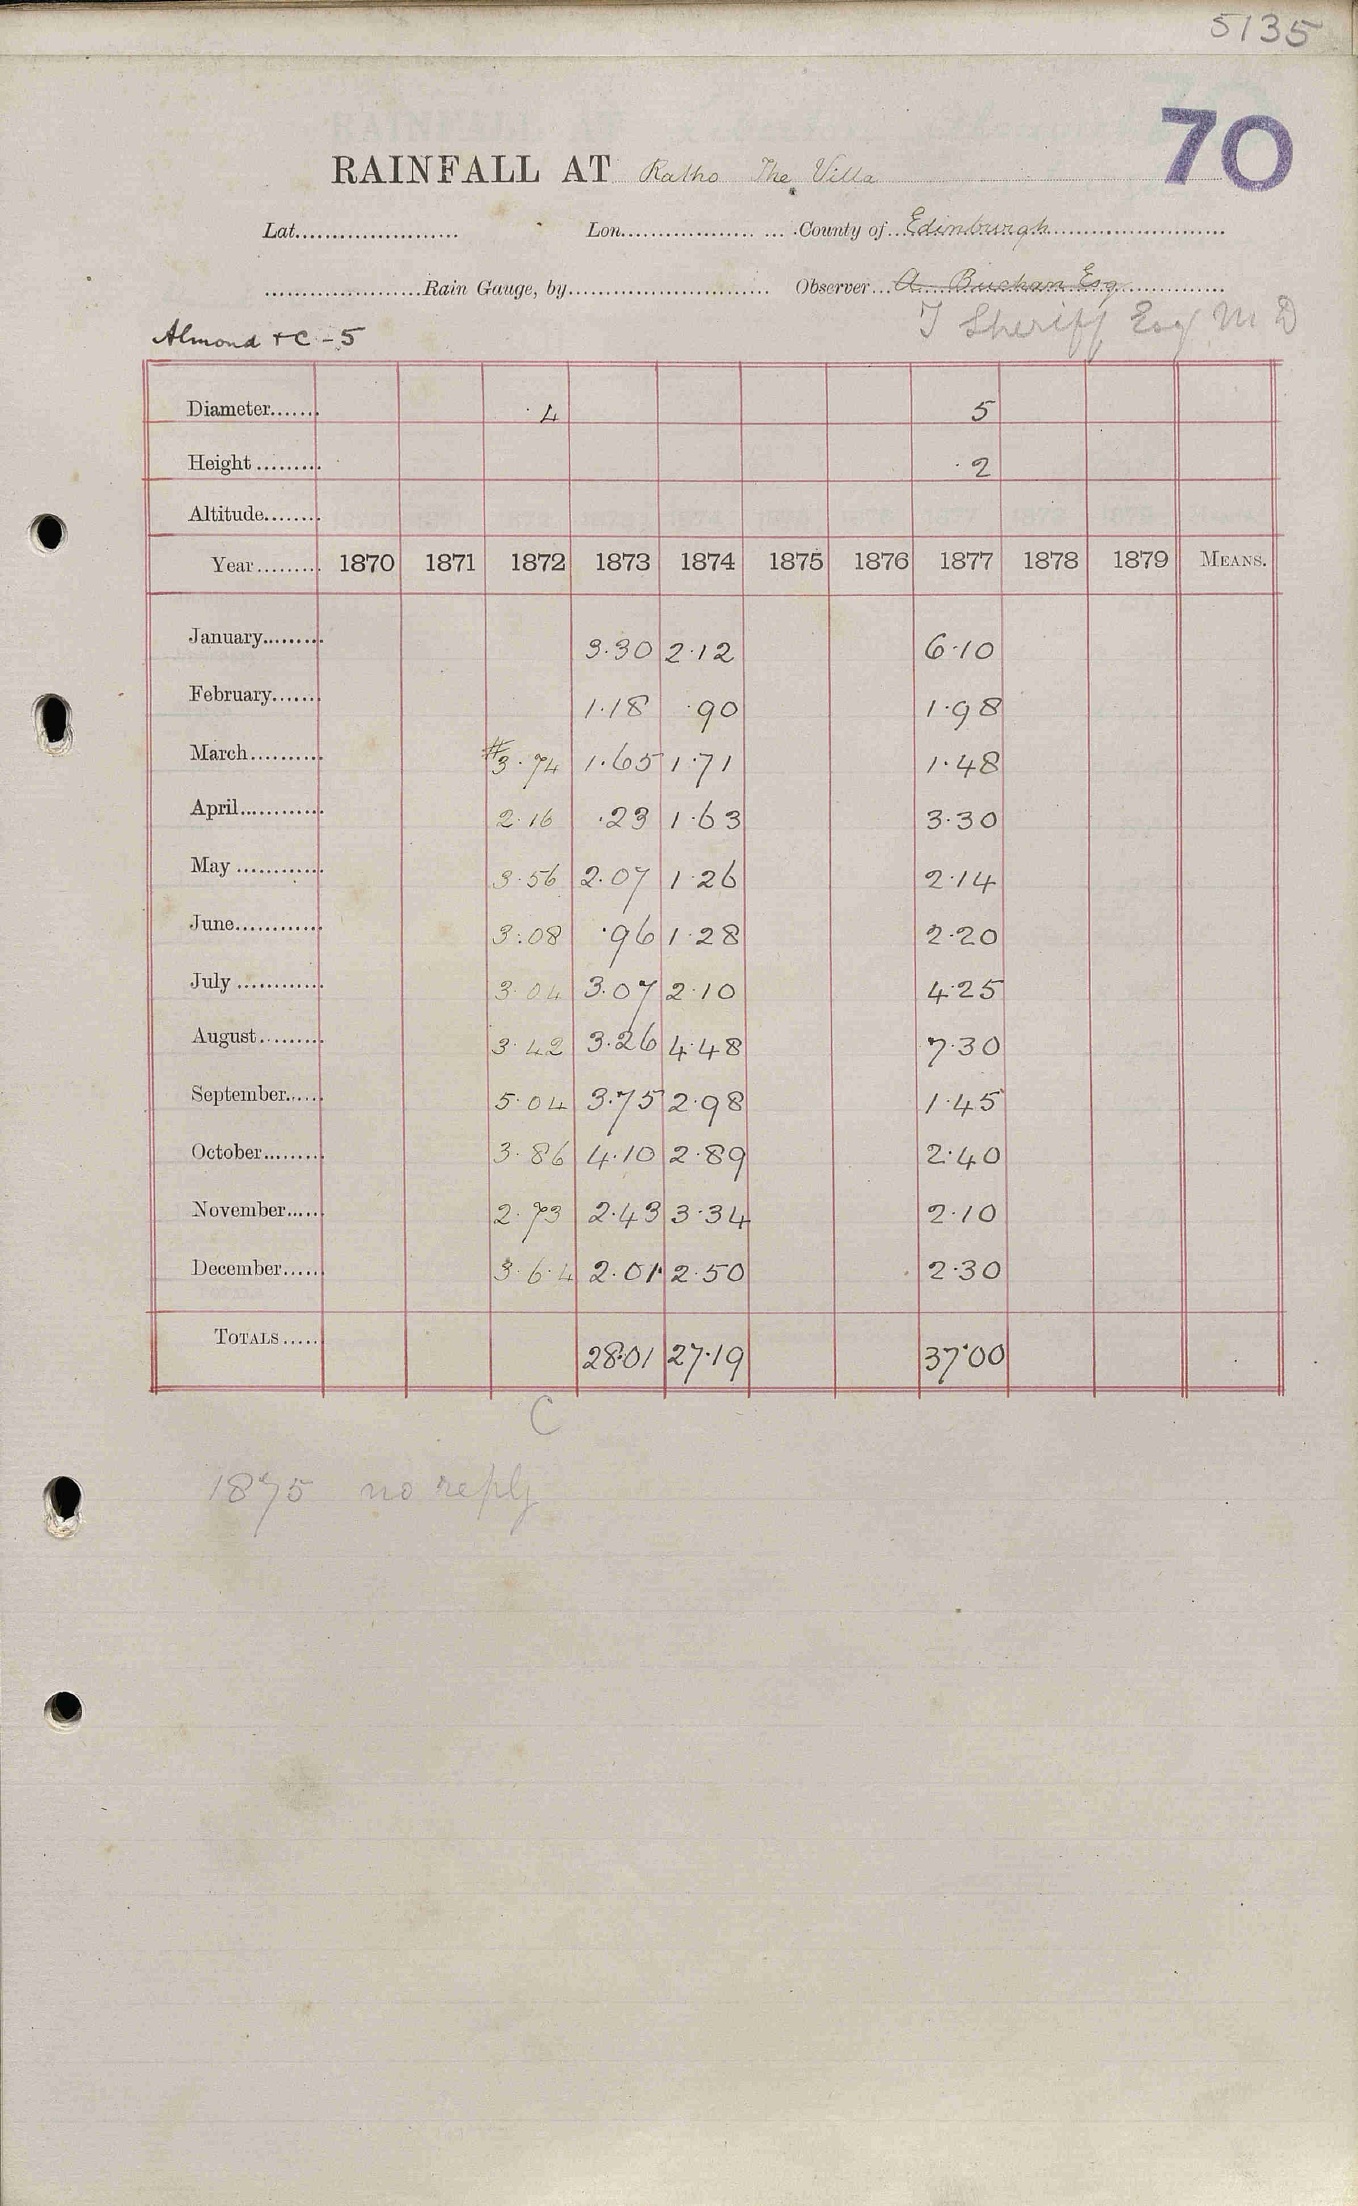 5135
70
RAINFALL AT Ratho The Villa
Lat...................... Lon.................. ... .County of...Edinburgh........................
.....................Rain Gauge, by............................ Observer...A. Buchan Esq.............
T Sheriff Esq M D
Almond & C - 5
Diameter....... 4 5
Height ......... ·2
Altitude........
Year......... 1870 1871 1872 1873 1874 1875 1876 1877 1878 1879 MEANS.
January......... 3·30 2·12 6·10
February....... 1·18 ·90 1·98
March.......... #3·74 1·65 1·71 1·48
April............ 2·16 ·23 1·63 3·30
May ............ 3·56 2·07 1·26 2·14
June............ 3·08 ·96 1·28 2·20
July ............ 3·04 3·07 2·10 4·25
August......... 3·42 3·26 4·48 7·30
September...... 5·04 3·75 2·98 1·45
October......... 3·86 4·10 2·89 2·40
November...... 2·73 2·43 3·34 2·10
December...... 3·64 2·01 2·50 2·30
TOTALS..... 28·01 27·19 37·00
C
1875 no reply